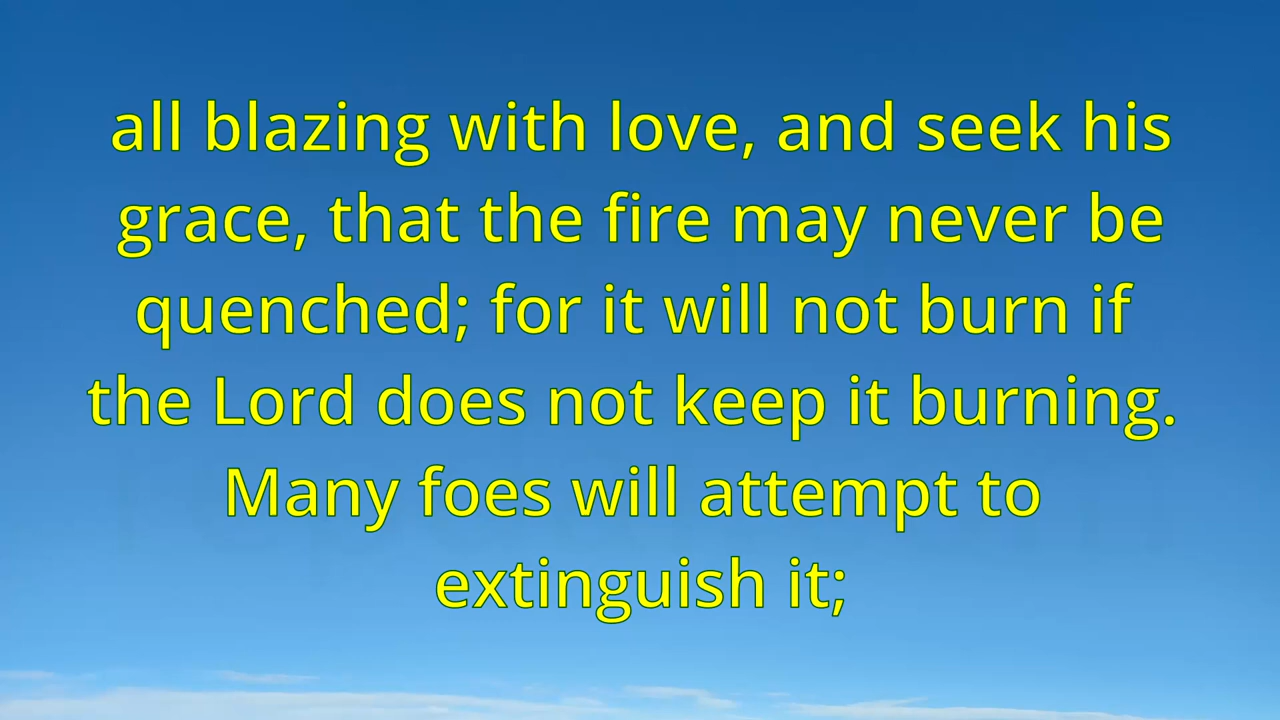 all blazing with love, and seek his
grace, that the fire may never be
quenched; for it will not burn if
the Lord does not keep it burning.
Many foes will attempt to
extinguish it;